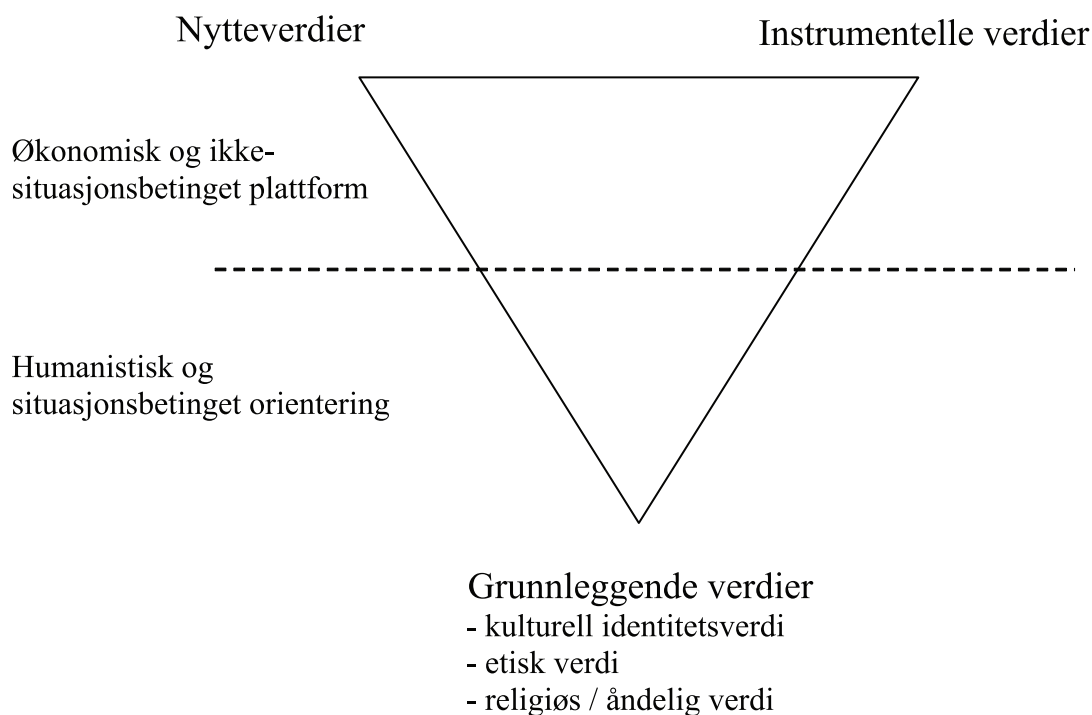 Nytteverdier
Instrumentelle verdier
Økonomisk og ikke-
situasjonsbetinget plattform
Humanistisk og
situasjonsbetinget orientering
Grunnleggende verdier
- kulturell identitetsverdi
- etisk verdi
- religiøs / åndelig verdi